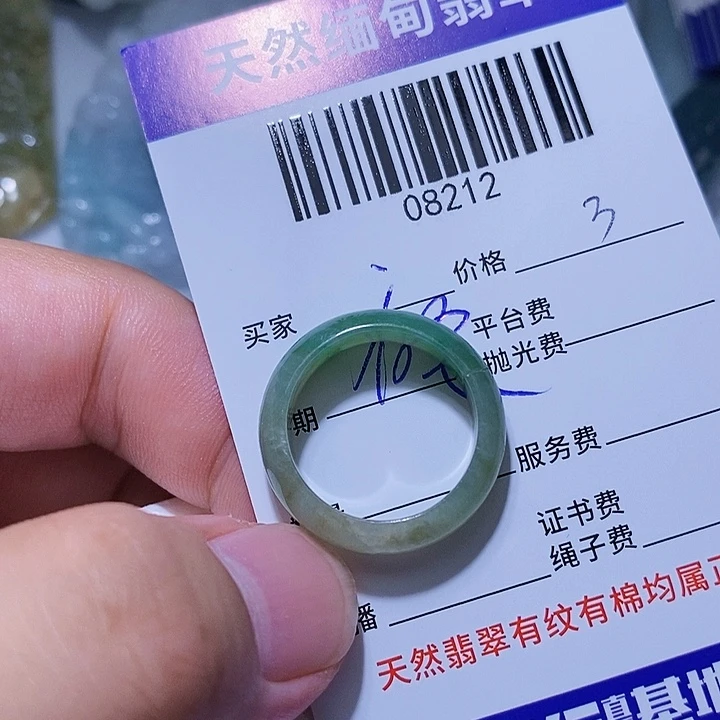 天然缅甸翡翠
08212
价格 3
买家
平台费
抛光费
期
服务费
证书费
绳子费
播
天然翡翠有纹有棉均属正
基地